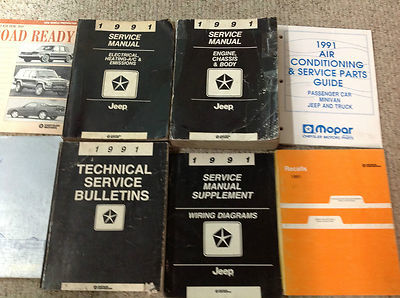 ROAD READY
1991
SERVICE
MANUAL
ELECTRICAL,
HEATING-A/C &
EMISSIONS
Jeep
1991
SERVICE
MANUAL
ENGINE,
CHASSIS
& BODY
Jeep
1991
AIR
CONDITIONING
& SERVICE PARTS
GUIDE
PASSENGER CAR
MINIVAN
JEEP AND TRUCK
Mopar
CHRYSLER MOTORS PARTS
1991
TECHNICAL
SERVICE
BULLETINS
1991
SERVICE
MANUAL
SUPPLEMENT
WIRING DIAGRAMS
Jeep
Recalls
1991